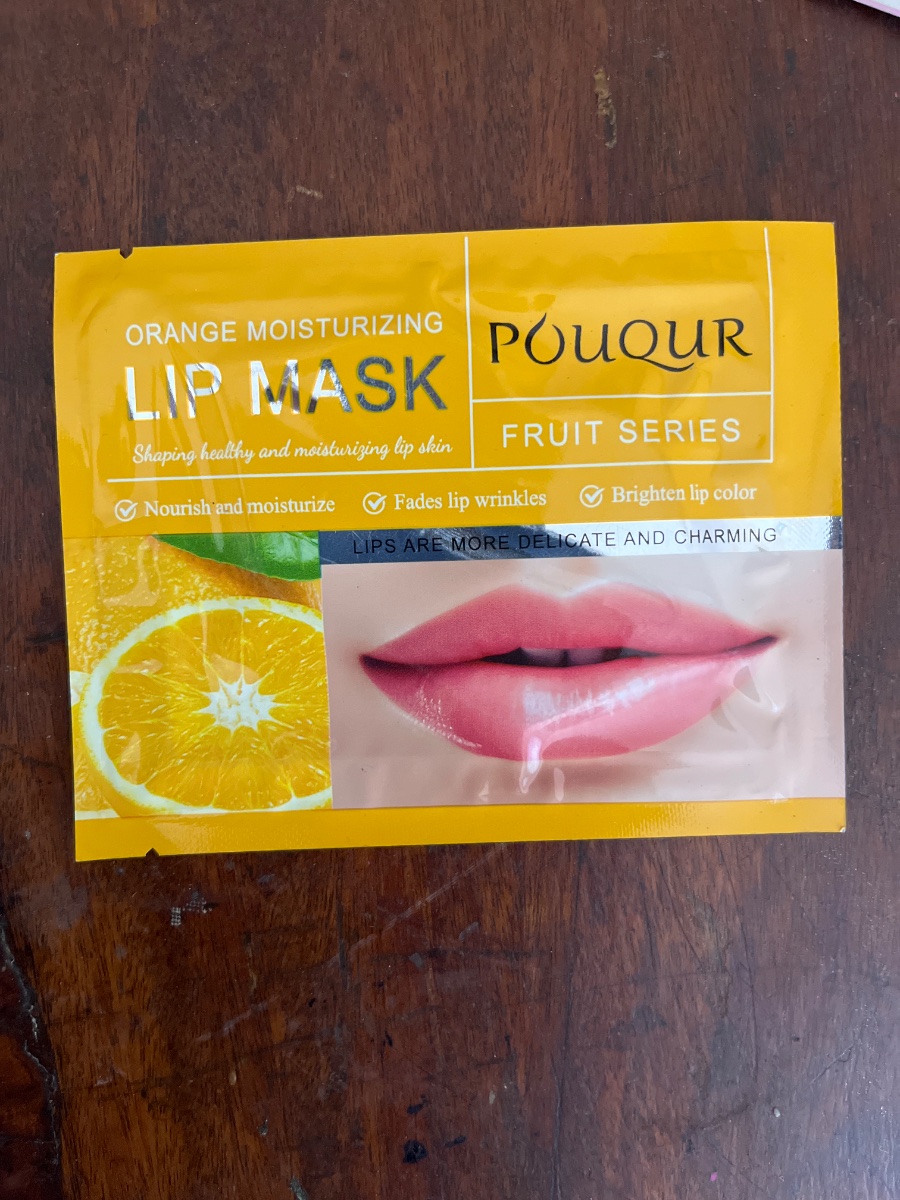 ORANGE MOISTURIZING
LIP MASK
Shaping healthy and moisturizing lip skin
POUQUR
FRUIT SERIES
Nourish and moisturize
Fades lip wrinkles
Brighten lip color
LIPS ARE MORE DELICATE AND CHARMING